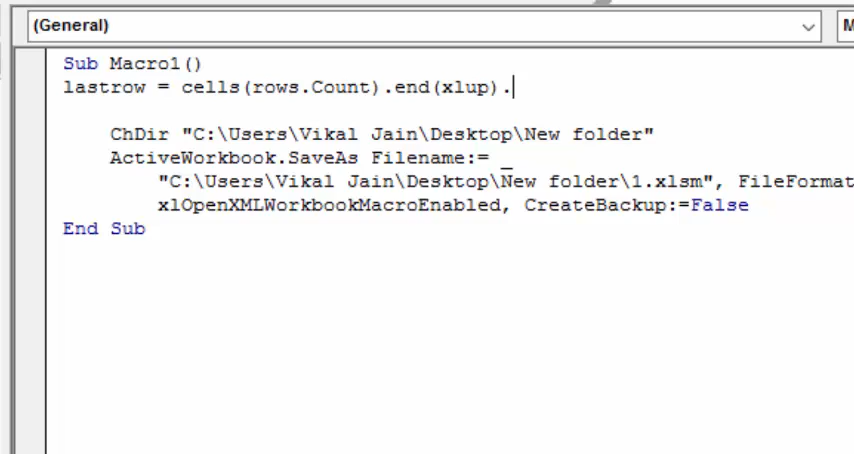 (General)
M
Sub Macro1()
lastrow = cells(rows.Count).end(xlup).
ChDir "C:\Users\Vikal Jain\Desktop\New folder"
ActiveWorkbook.SaveAs Filename:= _
"C:\Users\Vikal Jain\Desktop\New folder\1.xlsm", FileFormat
xlOpenXMLWorkbookMacroEnabled, CreateBackup:=False
End Sub